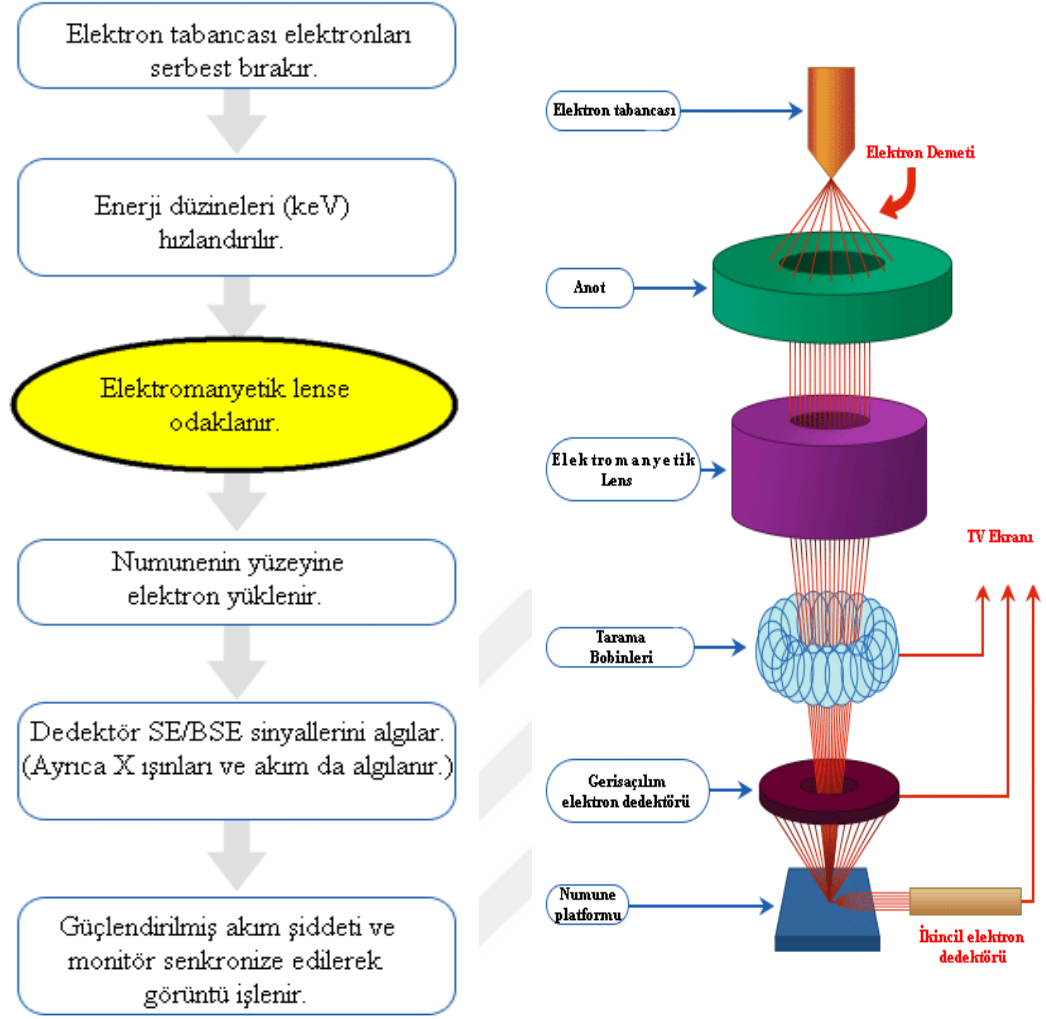 Elektron tabancası elektronları
serbest bırakır.
Enerji düzineleri (keV)
hızlandırılır.
Elektromanyetik lense
odaklanır.
Numunenin yüzeyine
elektron yüklenir.
Dedektör SE/BSE sinyallerini algılar.
(Ayrıca X ışınları ve akım da algılanır.)
Güçlendirilmiş akım şiddeti ve
monitör senkronize edilerek
görüntü işlenir.
Elektron tabancası
Elektron Demeti
Anot
Elektromanyetik
Lens
TV Ekranı
Tarama
Bobinleri
Gerisaçılım
elektron dedektörü
Numune
platformu
İkincil elektron
dedektörü